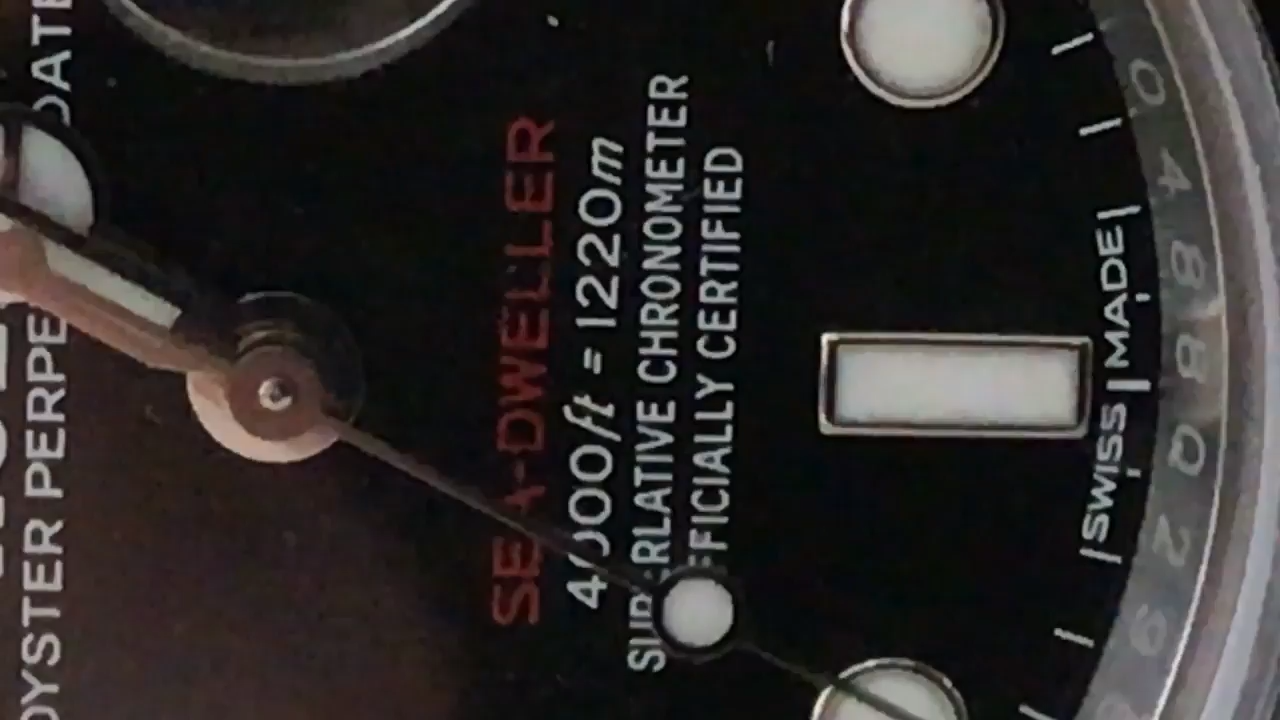 OYSTER PERPE DATE
SEA-DWELLER
4000ft = 1220m
SUPERLATIVE CHRONOMETER
OFFICIALLY CERTIFIED
SWISS MADE